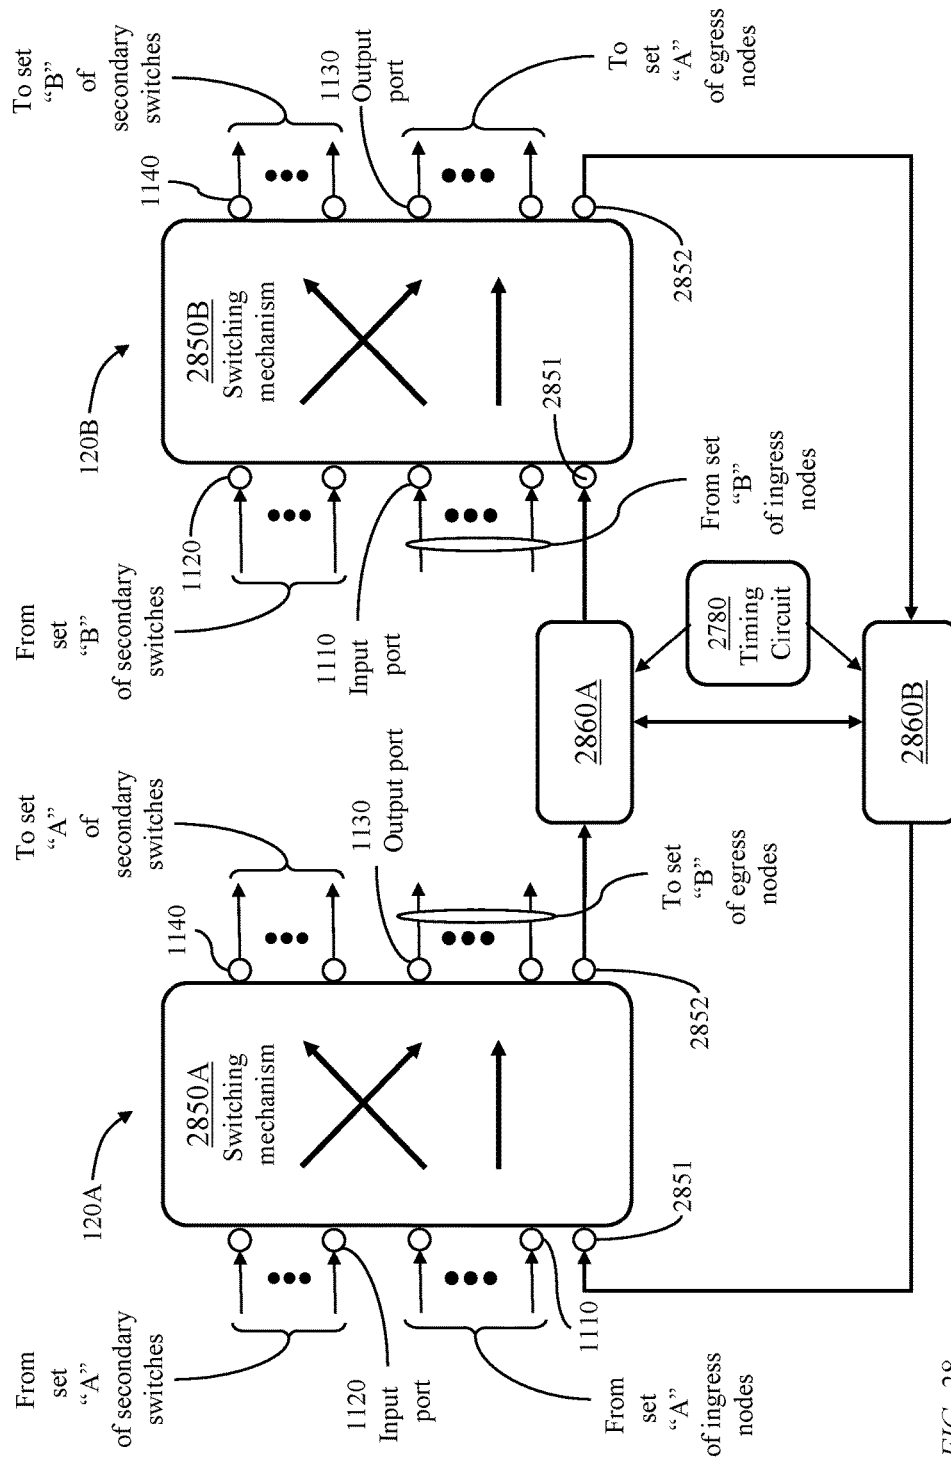 From
set
“A”
of secondary
switches
To set
“A”
of
secondary
switches
From
set
“B”
of secondary
switches
To set
“B”
of
secondary
switches
120A
120B
1140
1140
1120
2850A
Switching
mechanism
2850B
Switching
mechanism
1120
Input
port
1130
Output port
1110
Input
port
1130
Output
port
1110
2851
2852
2851
2852
From
set
“A”
of ingress
nodes
To set
“B”
of egress
nodes
2860A
From set
“B”
of ingress
nodes
To
set
“A”
of egress
nodes
2780
Timing
Circuit
2860B
FIG. 28